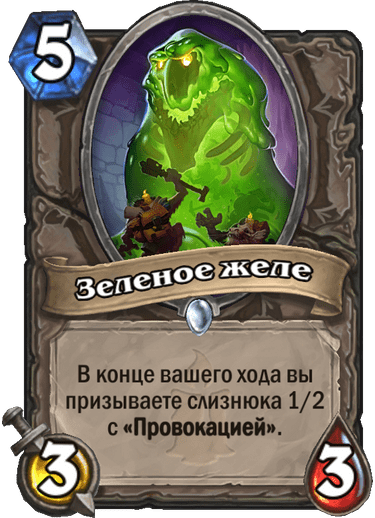 5
Зеленое желе
В конце вашего хода вы
призываете слизнюка 1/2
с «Провокацией».
3
3